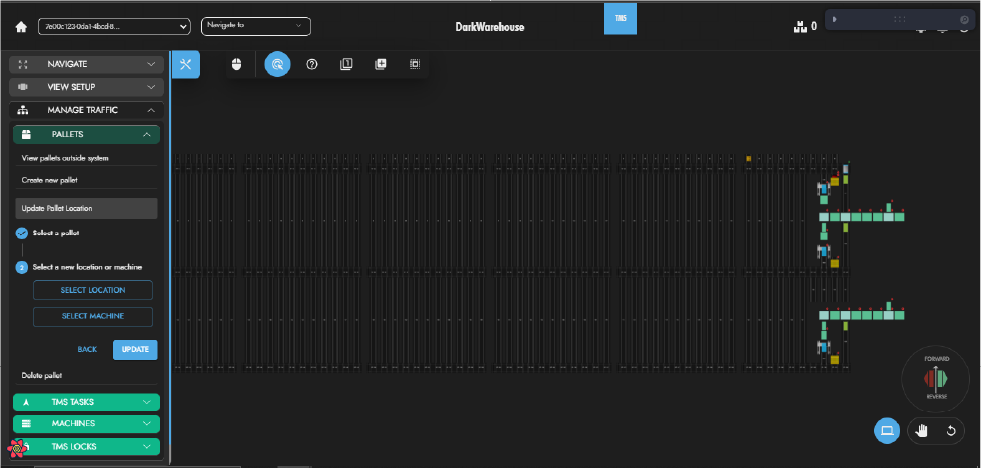 7e00c123-0da1-4bcd-8...
Navigate to
DarkWarehouse
TMS
0
NAVIGATE
VIEW SETUP
MANAGE TRAFFIC
PALLETS
View pallets outside system
Create new pallet
Update Pallet Location
Select a pallet
2 Select a new location or machine
SELECT LOCATION
SELECT MACHINE
BACK UPDATE
Delete pallet
TMS TASKS
MACHINES
TMS LOCKS
FORWARD
REVERSE